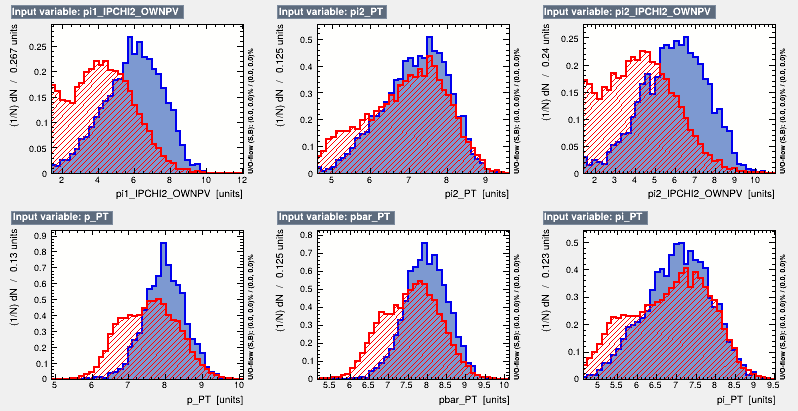 Input variable: pi1_IPCHI2_OWNPV
(1/N) dN / 0.267 units
0.25
0.2
0.15
0.1
0.05
0
2 4 6 8 10 12
pi1_IPCHI2_OWNPV [units]
U/O-flow (S,B): (0.0, 0.0)% / (0.0, 0.0)%
Input variable: pi2_PT
(1/N) dN / 0.125 units
0.5
0.4
0.3
0.2
0.1
0
5 6 7 8 9
pi2_PT [units]
U/O-flow (S,B): (0.0, 0.0)% / (0.0, 0.0)%
Input variable: pi2_IPCHI2_OWNPV
(1/N) dN / 0.24 units
0.25
0.2
0.15
0.1
0.05
0
2 3 4 5 6 7 8 9 10
pi2_IPCHI2_OWNPV [units]
U/O-flow (S,B): (0.0, 0.0)% / (0.0, 0.0)%
Input variable: p_PT
(1/N) dN / 0.13 units
0.9
0.8
0.7
0.6
0.5
0.4
0.3
0.2
0.1
0
5 6 7 8 9 10
p_PT [units]
U/O-flow (S,B): (0.0, 0.0)% / (0.0, 0.0)%
Input variable: pbar_PT
(1/N) dN / 0.125 units
0.8
0.7
0.6
0.5
0.4
0.3
0.2
0.1
0
5.5 6 6.5 7 7.5 8 8.5 9 9.5 10
pbar_PT [units]
U/O-flow (S,B): (0.0, 0.0)% / (0.0, 0.0)%
Input variable: pi_PT
(1/N) dN / 0.123 units
0.5
0.4
0.3
0.2
0.1
0
5 5.5 6 6.5 7 7.5 8 8.5 9 9.5
pi_PT [units]
U/O-flow (S,B): (0.0, 0.0)% / (0.0, 0.0)%